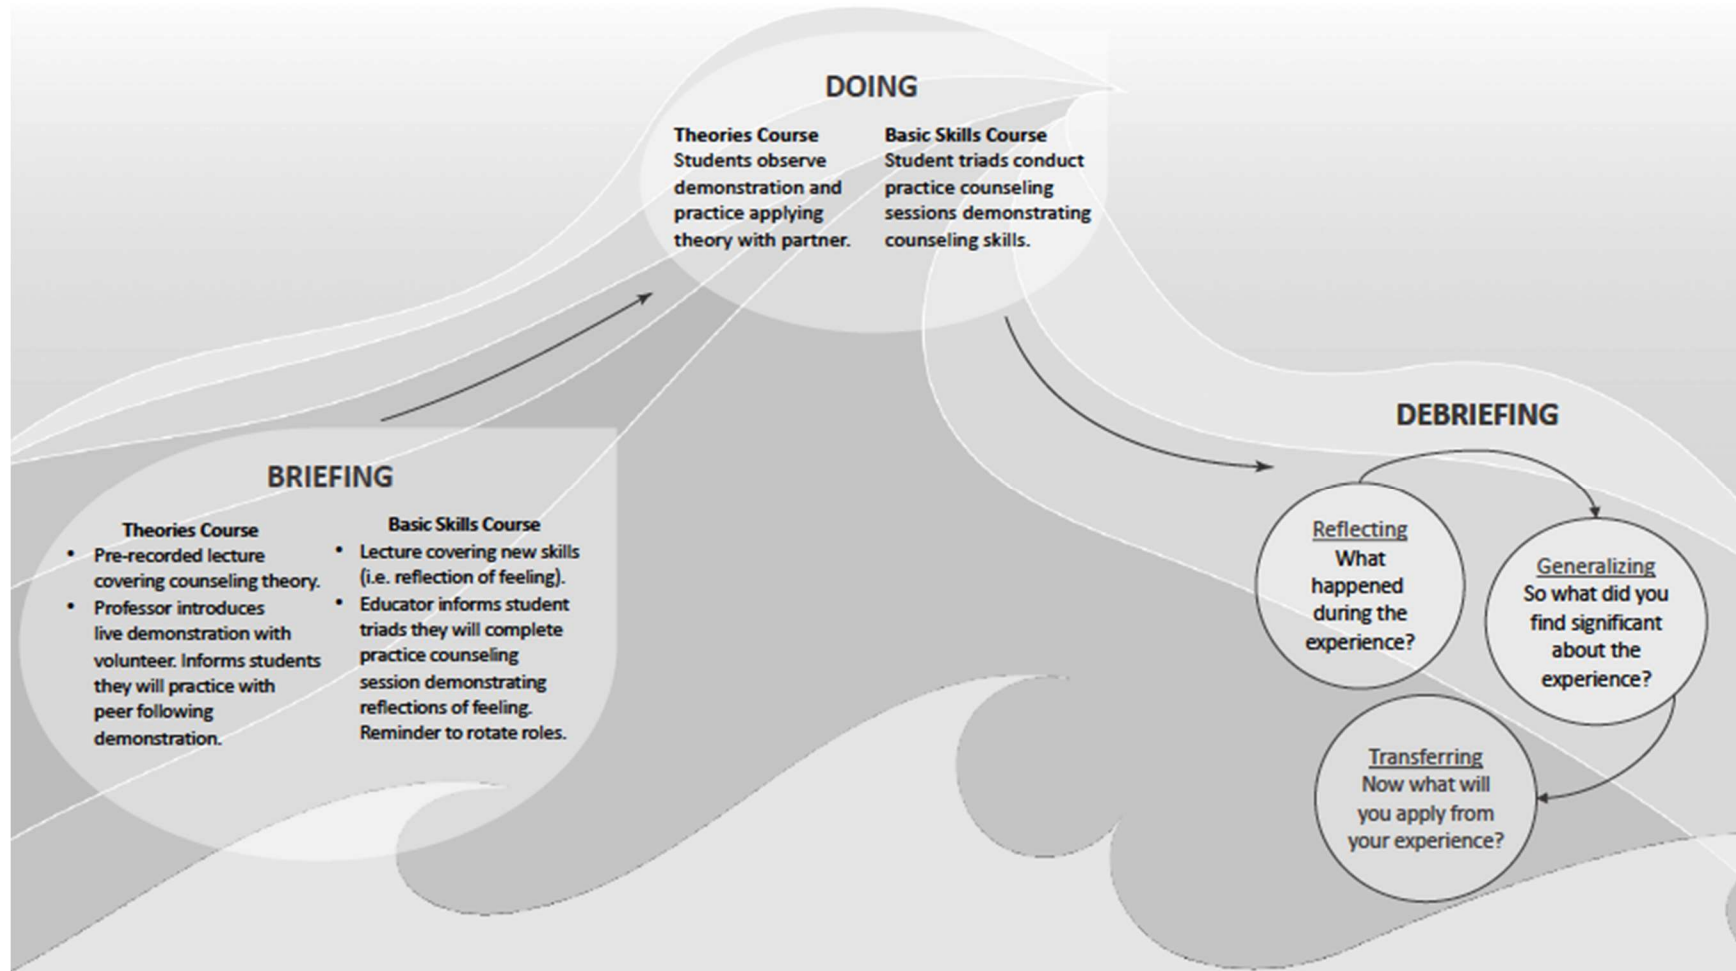 DOING
Theories Course
Students observe
demonstration and
practice applying
theory with partner.
Basic Skills Course
Student triads conduct
practice counseling
sessions demonstrating
counseling skills.
BRIEFING
Theories Course
• Pre-recorded lecture
covering counseling theory.
• Professor introduces
live demonstration with
volunteer. Informs students
they will practice with
peer following
demonstration.
Basic Skills Course
• Lecture covering new skills
(i.e. reflection of feeling).
• Educator informs student
triads they will complete
practice counseling
session demonstrating
reflections of feeling.
Reminder to rotate roles.
DEBRIEFING
Reflecting
What
happened
during the
experience?
Generalizing
So what did you
find significant
about the
experience?
Transferring
Now what will
you apply from
your experience?